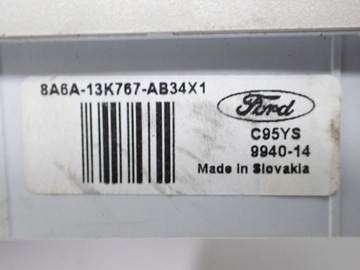 8A6A-13K767-AB34X1
Ford
C95YS
9940-14
Made in Slovakia